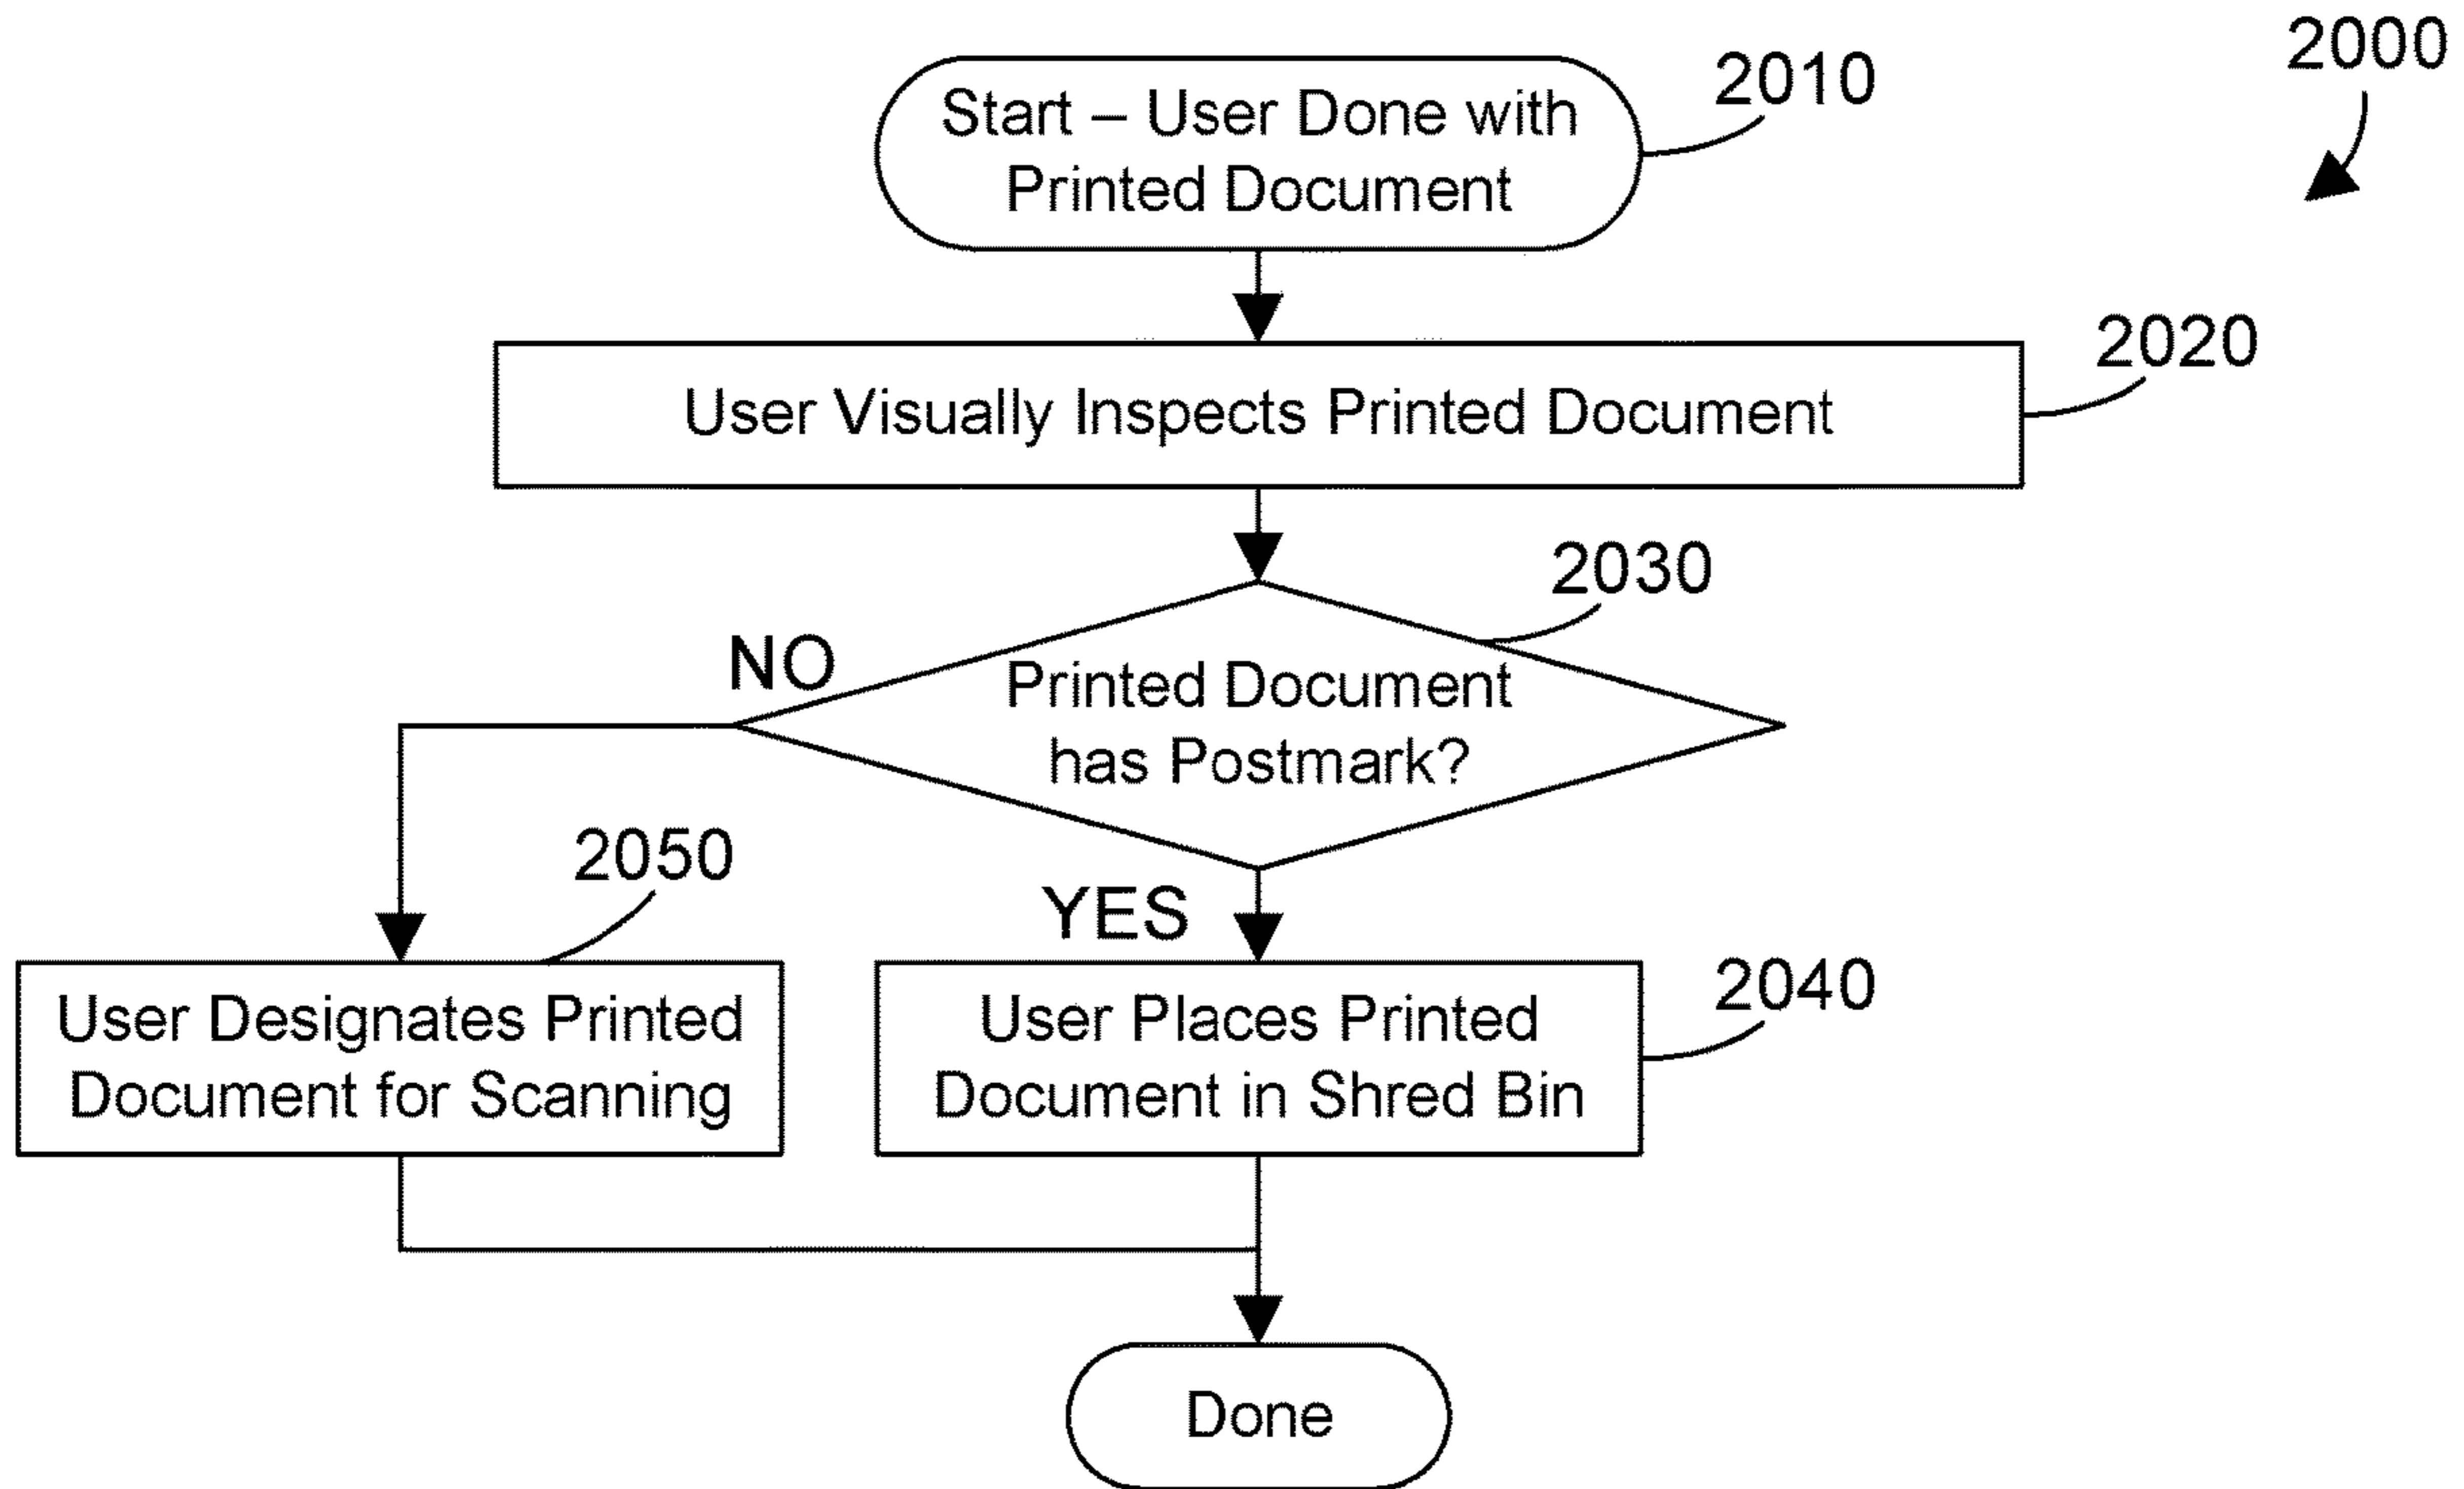 2000
2010
Start – User Done with
Printed Document
2020
User Visually Inspects Printed Document
2030
NO
Printed Document
has Postmark?
2050
YES
2040
User Designates Printed
Document for Scanning
User Places Printed
Document in Shred Bin
Done